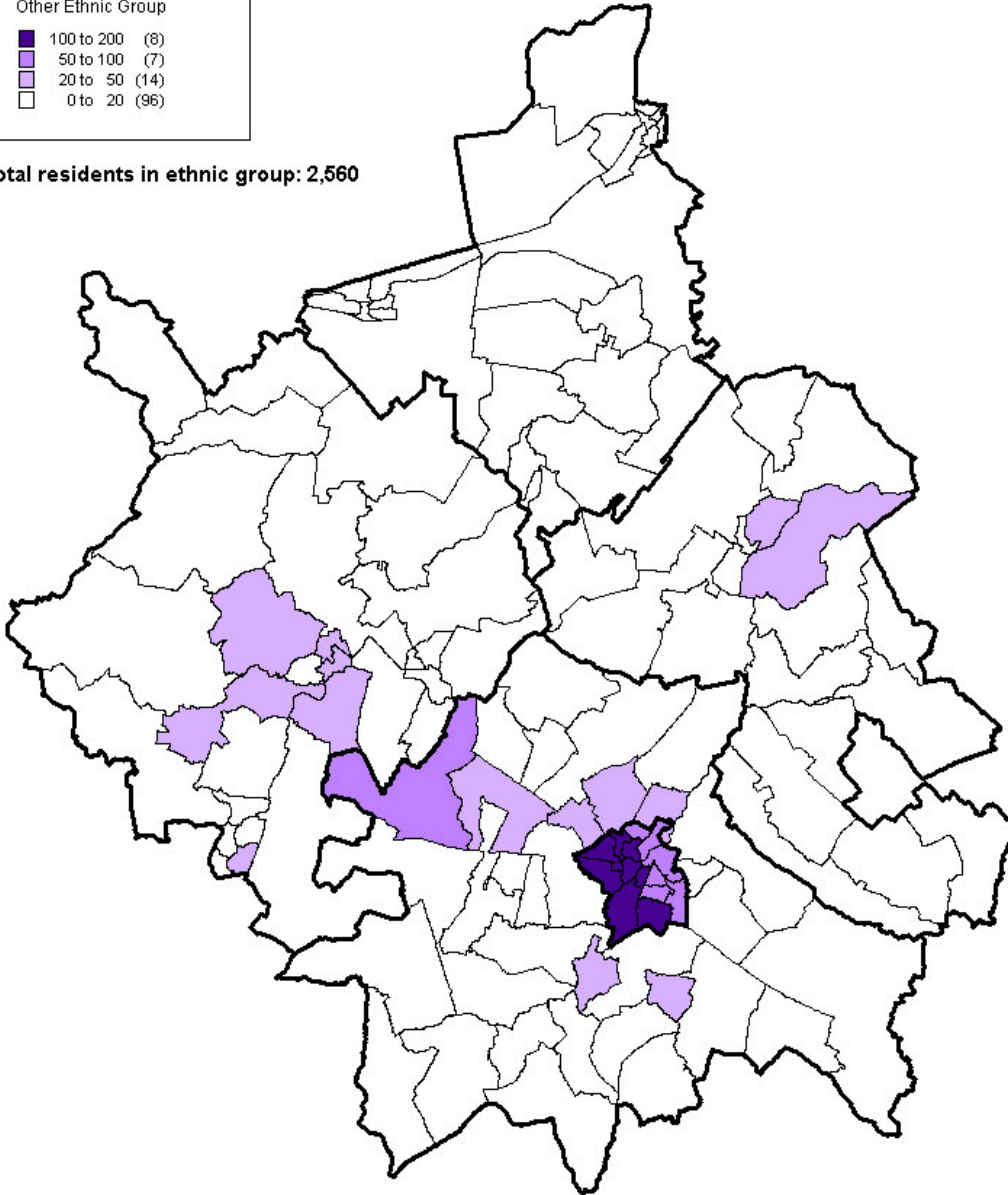 Other Ethnic Group
100 to 200 (8)
50 to 100 (7)
20 to 50 (14)
0 to 20 (96)
otal residents in ethnic group: 2,560